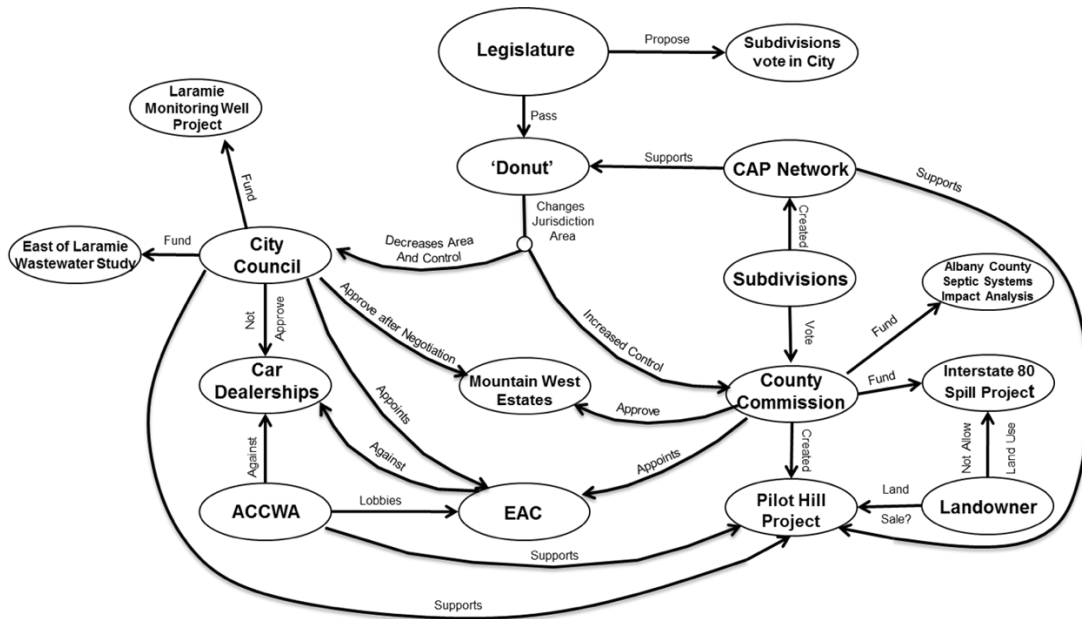 Legislature
Propose
Subdivisions
vote in City
Pass
Laramie
Monitoring Well
Project
'Donut'
Supports
CAP Network
Supports
Fund
Changes
Jurisdiction
Area
Created
East of Laramie
Wastewater Study
Fund
City
Council
Decreases Area
And Control
Subdivisions
Albany County
Septic Systems
Impact Analysis
Not
Approve
Approve after Negotiation
Increased Control
Vote
Fund
Car
Dealerships
Appoints
Mountain West
Estates
Approve
County
Commission
Fund
Interstate 80
Spill Project
Against
Against
Appoints
Created
Not Allow
Land Use
ACCWA
Lobbies
EAC
Pilot Hill
Project
Land
Sale?
Landowner
Supports
Supports